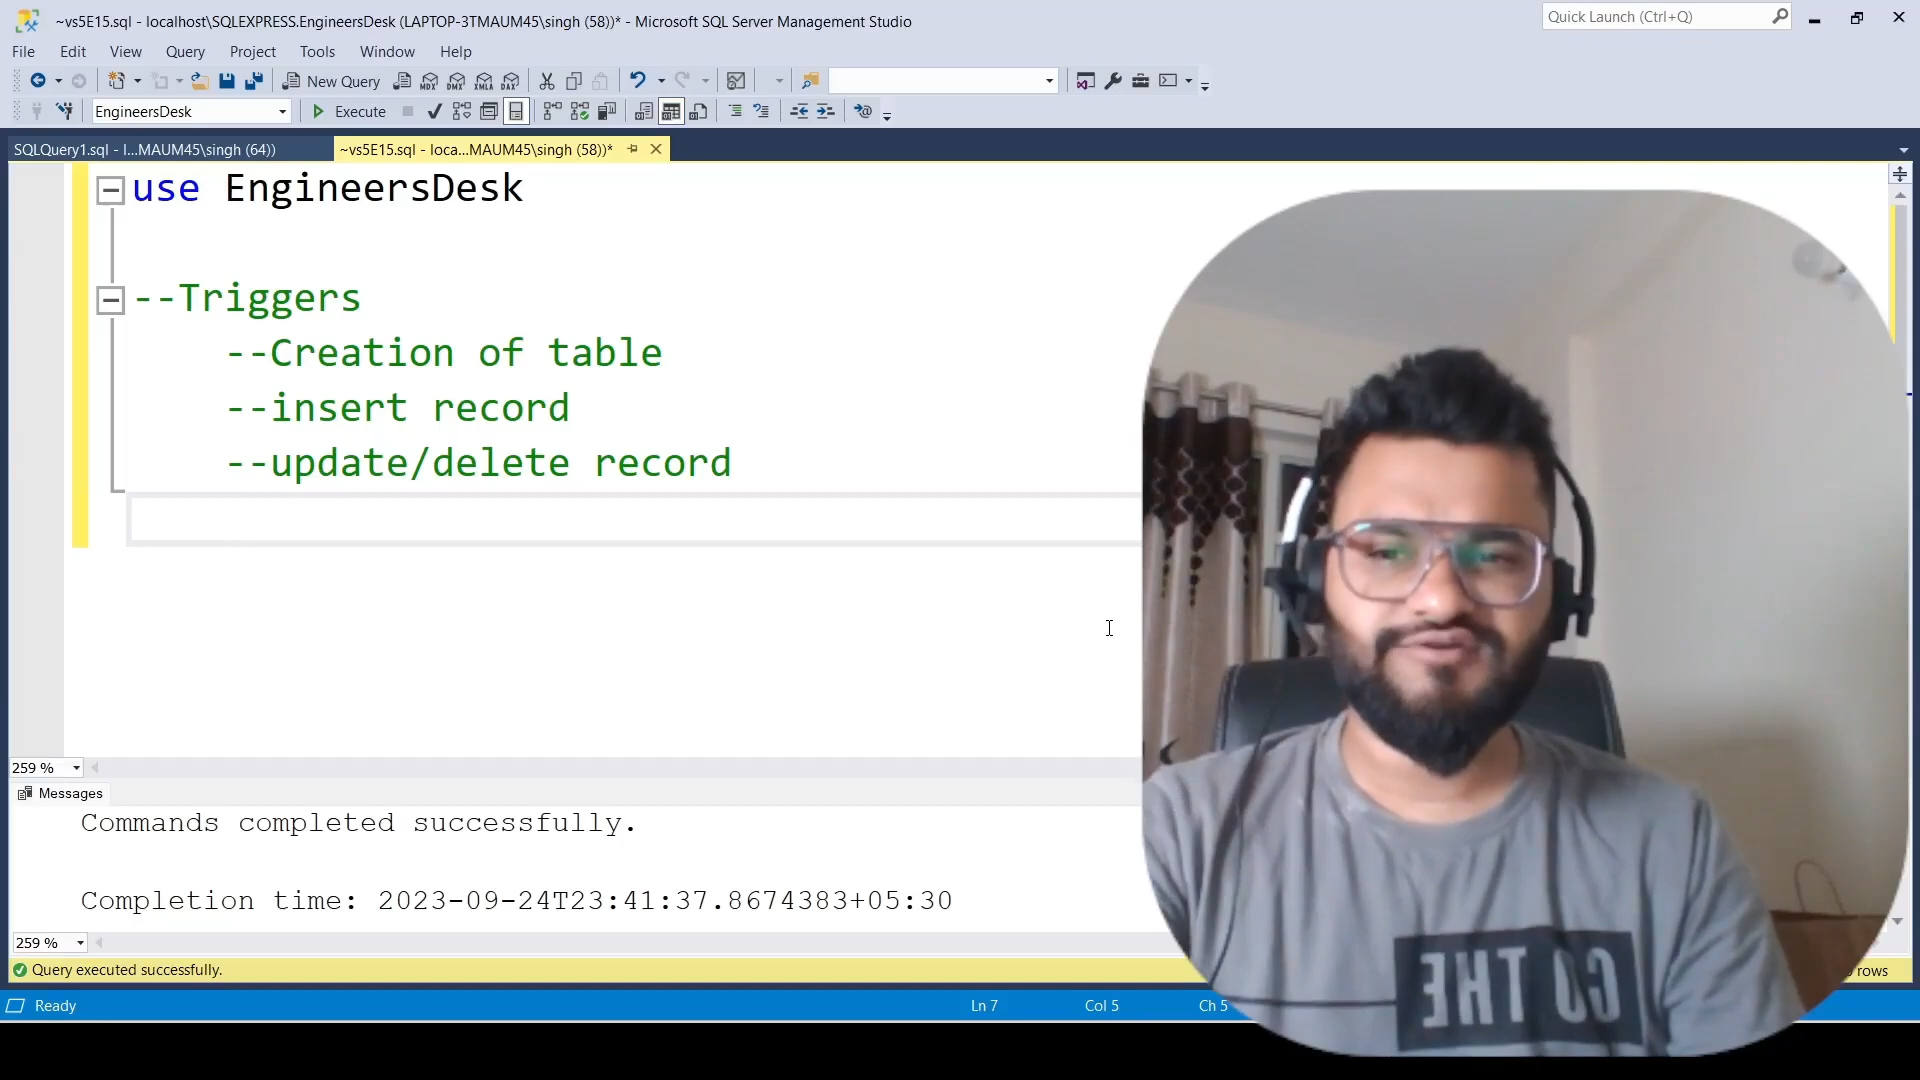 ~vs5E15.sql - localhost\SQLEXPRESS.EngineersDesk (LAPTOP-3TMAUM45\singh (58))* - Microsoft SQL Server Management Studio
Quick Launch (Ctrl+Q)
File Edit View Query Project Tools Window Help
New Query
MDX DMX XMLA DAX
EngineersDesk
Execute
SQLQuery1.sql - l...MAUM45\singh (64))
~vs5E15.sql - loca...MAUM45\singh (58))*
use EngineersDesk
--Triggers
--Creation of table
--insert record
--update/delete record
259 %
Messages
Commands completed successfully.
Completion time: 2023-09-24T23:41:37.8674383+05:30
259 %
Query executed successfully.
rows
Ready
Ln 7
Col 5
Ch 5
GO THE